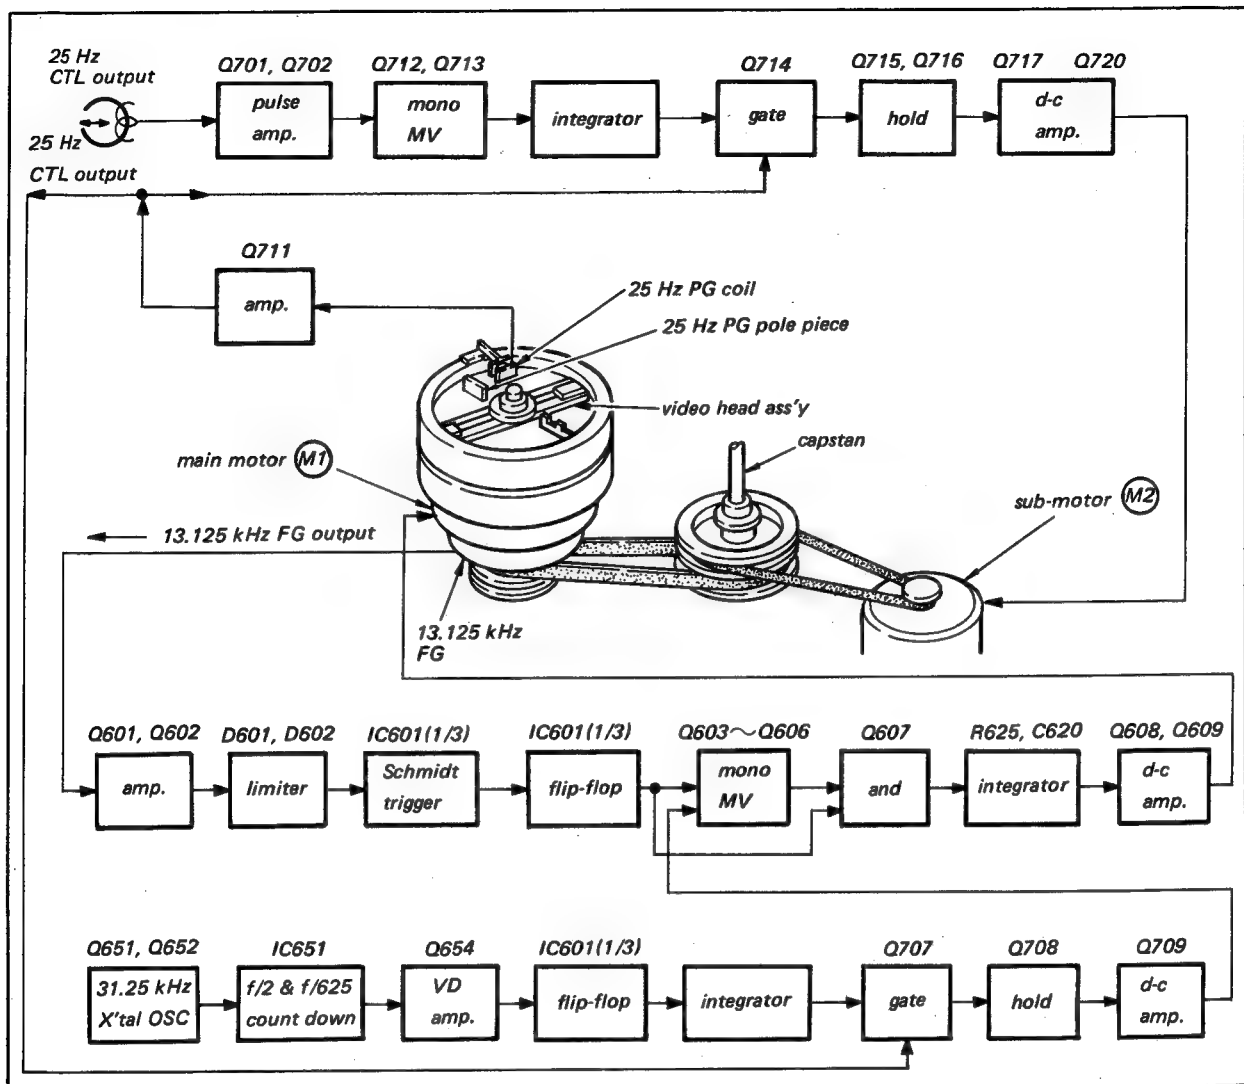 25 Hz
CTL output
Q701, Q702
pulse
amp.
Q712, Q713
mono
MV
integrator
Q714
gate
Q715, Q716
hold
Q717 Q720
d-c
amp.
25 Hz
CTL output
Q711
amp.
25 Hz PG coil
25 Hz PG pole piece
video head ass'y
capstan
main motor M1
sub-motor M2
13.125 kHz FG output
13.125 kHz
FG
Q601, Q602
amp.
D601, D602
limiter
IC601(1/3)
Schmidt
trigger
IC601(1/3)
flip-flop
Q603～Q606
mono
MV
Q607
and
R625, C620
integrator
Q608, Q609
d-c
amp.
Q651, Q652
31.25 kHz
X'tal OSC
IC651
f/2 & f/625
count down
Q654
VD
amp.
IC601(1/3)
flip-flop
integrator
Q707
gate
Q708
hold
Q709
d-c
amp.